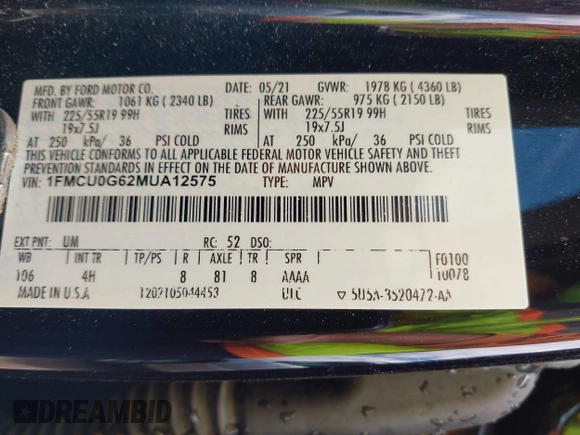 MFD. BY FORD MOTOR CO. DATE: 05/21 GVWR: 1978 KG ( 4360 LB)
FRONT GAWR: 1061 KG ( 2340 LB) REAR GAWR: 975 KG ( 2150 LB)
WITH 225/55R19 99H TIRES WITH 225/55R19 99H TIRES
19x7.5J RIMS 19x7.5J RIMS
AT 250 kPa/ 36 PSI COLD AT 250 kPa/ 36 PSI COLD
THIS VEHICLE CONFORMS TO ALL APPLICABLE FEDERAL MOTOR VEHICLE SAFETY AND THEFT
PREVENTION STANDARDS IN EFFECT ON THE DATE OF MANUFACTURE SHOWN ABOVE.
VIN: 1FMCU0G62MUA12575 TYPE: MPV
EXT PNT: UM RC: 52 DSO:
WB INT TR TP/PS R AXLE TR SPR F0100
106 4H 8 81 8 AAAA 10078
MADE IN U.S.A UTC
DREAMBID